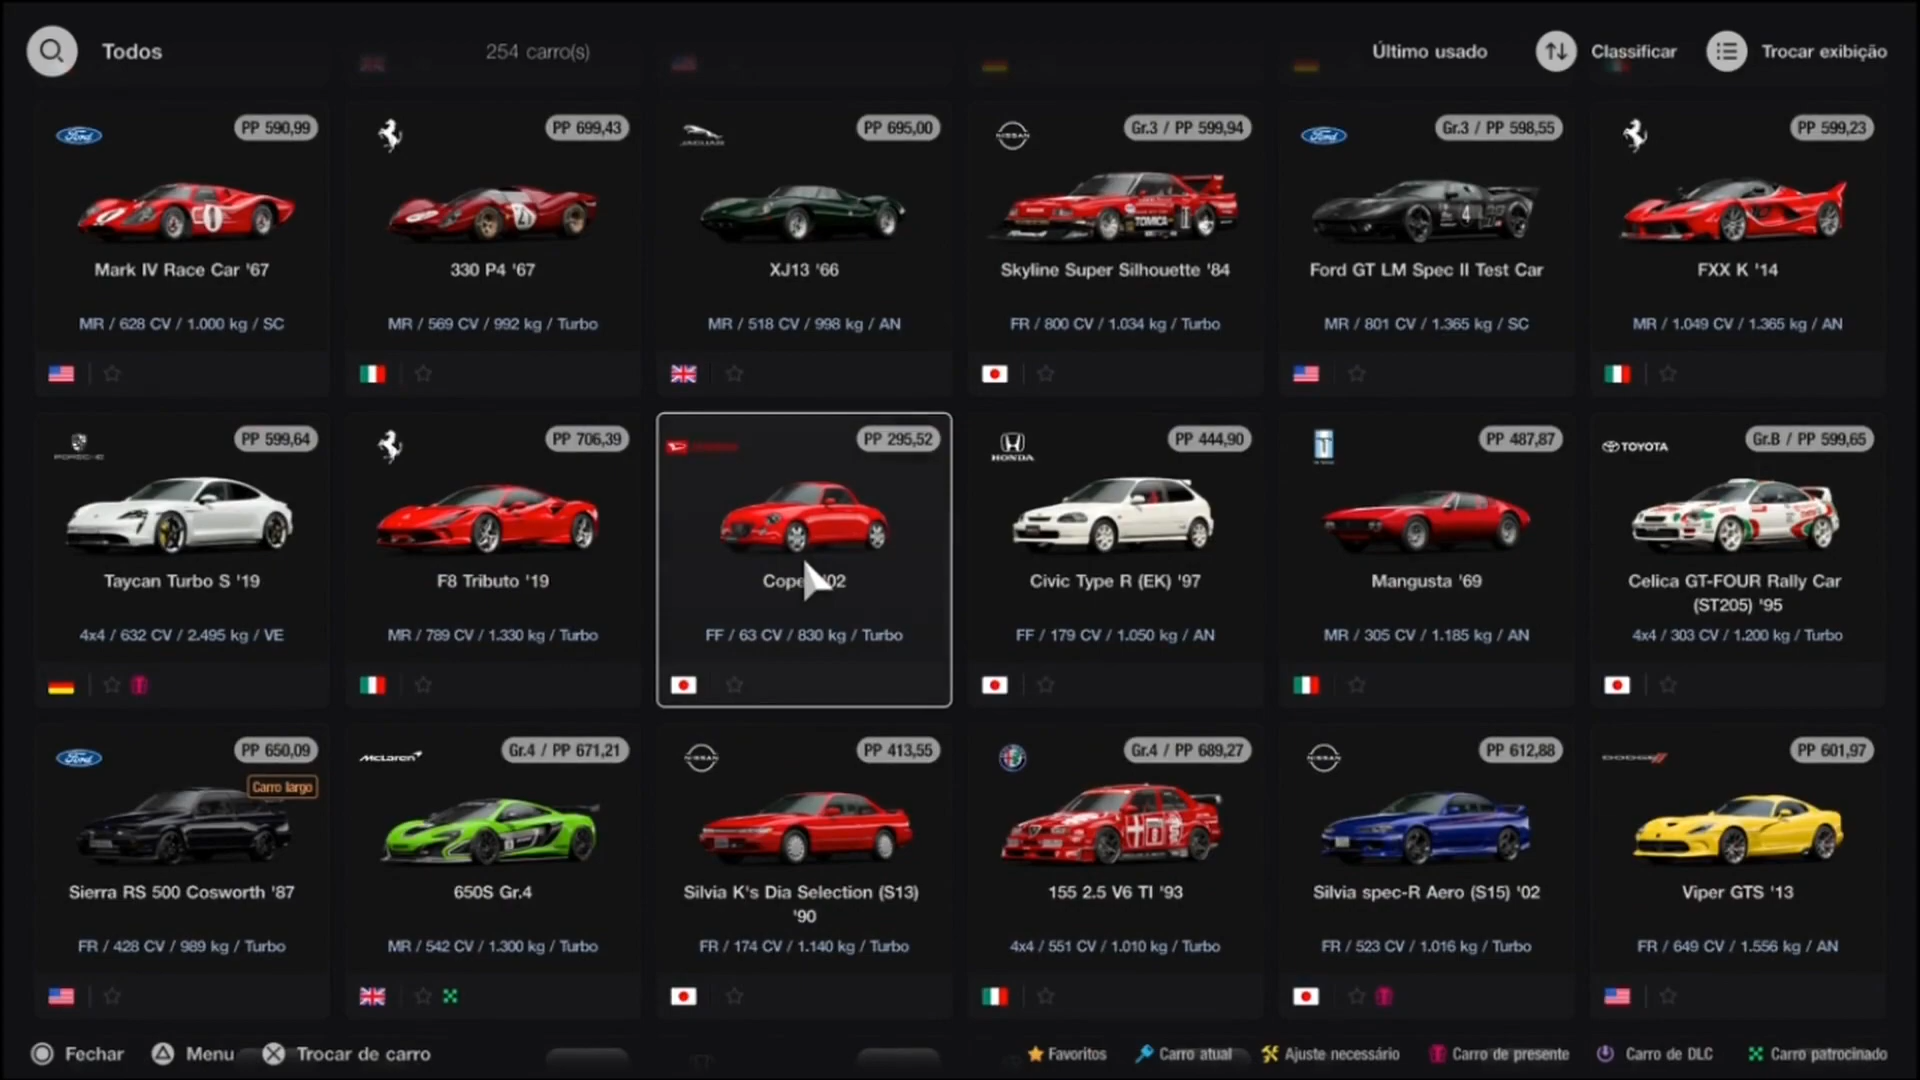 Todos
254 carro(s)
Último usado
Classificar
Trocar exibição
Ford
PP 590,99
Mark IV Race Car '67
MR / 628 CV / 1.000 kg / SC
PP 699,43
330 P4 '67
MR / 569 CV / 992 kg / Turbo
JAGUAR
PP 695,00
XJ13 '66
MR / 518 CV / 998 kg / AN
NISSAN
Gr.3 / PP 599,94
TOMICA
Skyline Super Silhouette '84
FR / 800 CV / 1.034 kg / Turbo
Ford
Gr.3 / PP 598,55
4
Ford GT LM Spec II Test Car
MR / 801 CV / 1.365 kg / SC
PP 599,23
FXX K '14
MR / 1.049 CV / 1.365 kg / AN
PORSCHE
PP 599,64
Taycan Turbo S '19
4x4 / 632 CV / 2.495 kg / VE
PP 706,39
F8 Tributo '19
MR / 789 CV / 1.330 kg / Turbo
PP 295,52
Cope '02
FF / 63 CV / 830 kg / Turbo
HONDA
PP 444,90
Civic Type R (EK) '97
FF / 179 CV / 1.050 kg / AN
PP 487,87
Mangusta '69
MR / 305 CV / 1.185 kg / AN
TOYOTA
Gr.B / PP 599,65
Celica GT-FOUR Rally Car
(ST205) '95
4x4 / 303 CV / 1.200 kg / Turbo
Ford
PP 650,09
Carro largo
Sierra RS 500 Cosworth '87
FR / 428 CV / 989 kg / Turbo
McLaren
Gr.4 / PP 671,21
650S Gr.4
MR / 542 CV / 1.300 kg / Turbo
NISSAN
PP 413,55
Silvia K's Dia Selection (S13)
'90
FR / 174 CV / 1.140 kg / Turbo
Gr.4 / PP 689,27
155 2.5 V6 TI '93
4x4 / 551 CV / 1.010 kg / Turbo
NISSAN
PP 612,88
Silvia spec-R Aero (S15) '02
FR / 523 CV / 1.016 kg / Turbo
DODGE
PP 601,97
Viper GTS '13
FR / 649 CV / 1.556 kg / AN
Fechar
Menu
Trocar de carro
Favoritos
Carro atual
Ajuste necessário
Carro de presente
Carro de DLC
Carro patrocinado